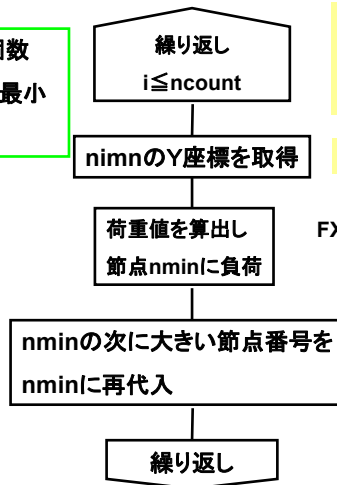 個数
最小
繰り返し
i≦ncount
nimnのY座標を取得
荷重値を算出し
節点nminに負荷
FX
nminの次に大きい節点番号を
nminに再代入
繰り返し